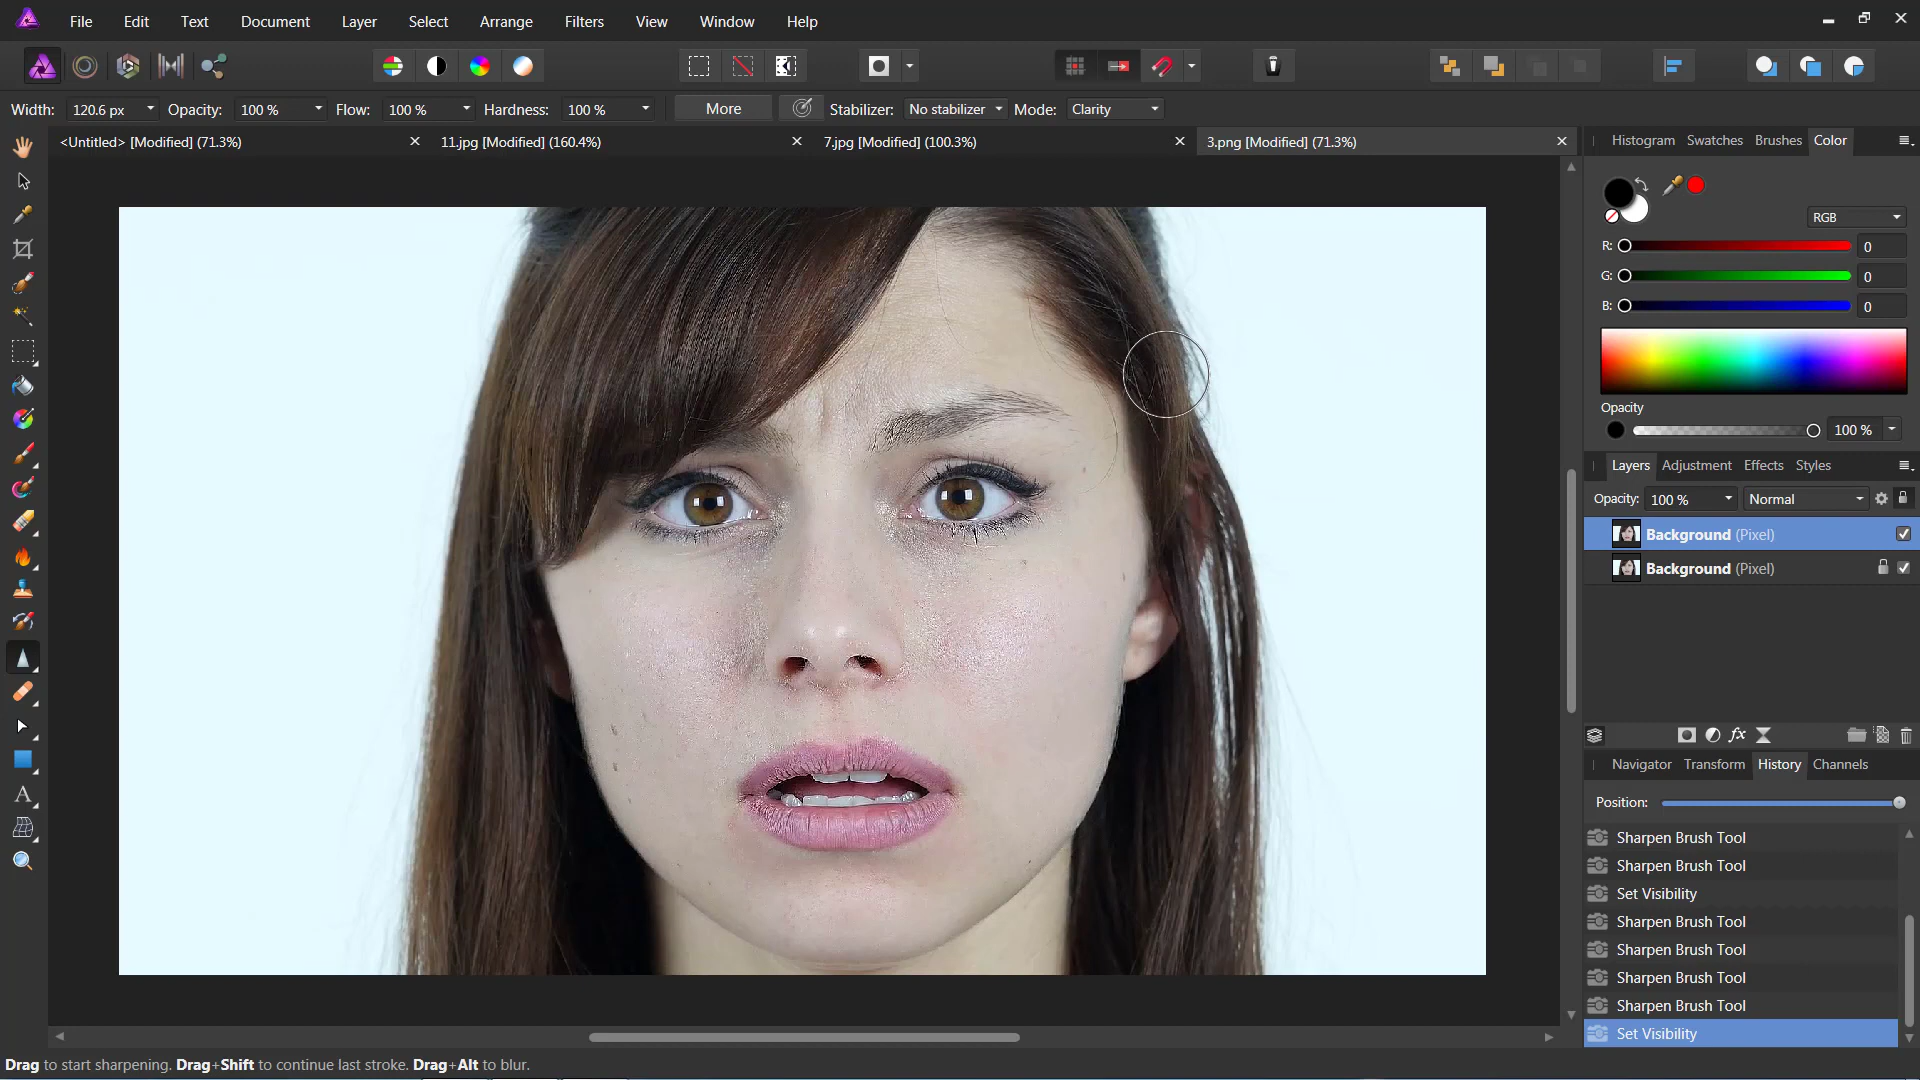 File Edit Text Document Layer Select Arrange Filters View Window Help
Width: 120.6 px Opacity: 100 % Flow: 100 % Hardness: 100 % More Stabilizer: No stabilizer Mode: Clarity
<Untitled> [Modified] (71.3%) 11.jpg [Modified] (160.4%) 7.jpg [Modified] (100.3%) 3.png [Modified] (71.3%)
Histogram Swatches Brushes Color
RGB
R: 0
G: 0
B: 0
Opacity
100 %
Layers Adjustment Effects Styles
Opacity: 100 % Normal
Background (Pixel)
Background (Pixel)
Navigator Transform History Channels
Position:
Sharpen Brush Tool
Sharpen Brush Tool
Set Visibility
Sharpen Brush Tool
Sharpen Brush Tool
Sharpen Brush Tool
Sharpen Brush Tool
Set Visibility
Drag to start sharpening. Drag+Shift to continue last stroke. Drag+Alt to blur.